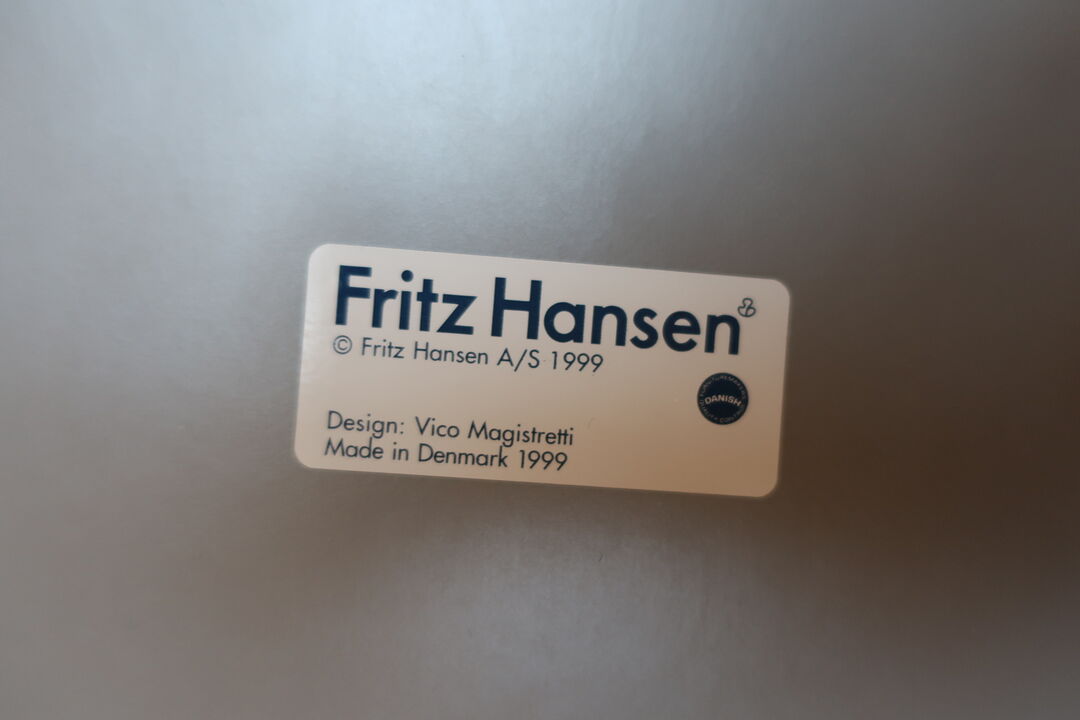 Fritz Hansen
© Fritz Hansen A/S 1999
DANISH
Design: Vico Magistretti
Made in Denmark 1999